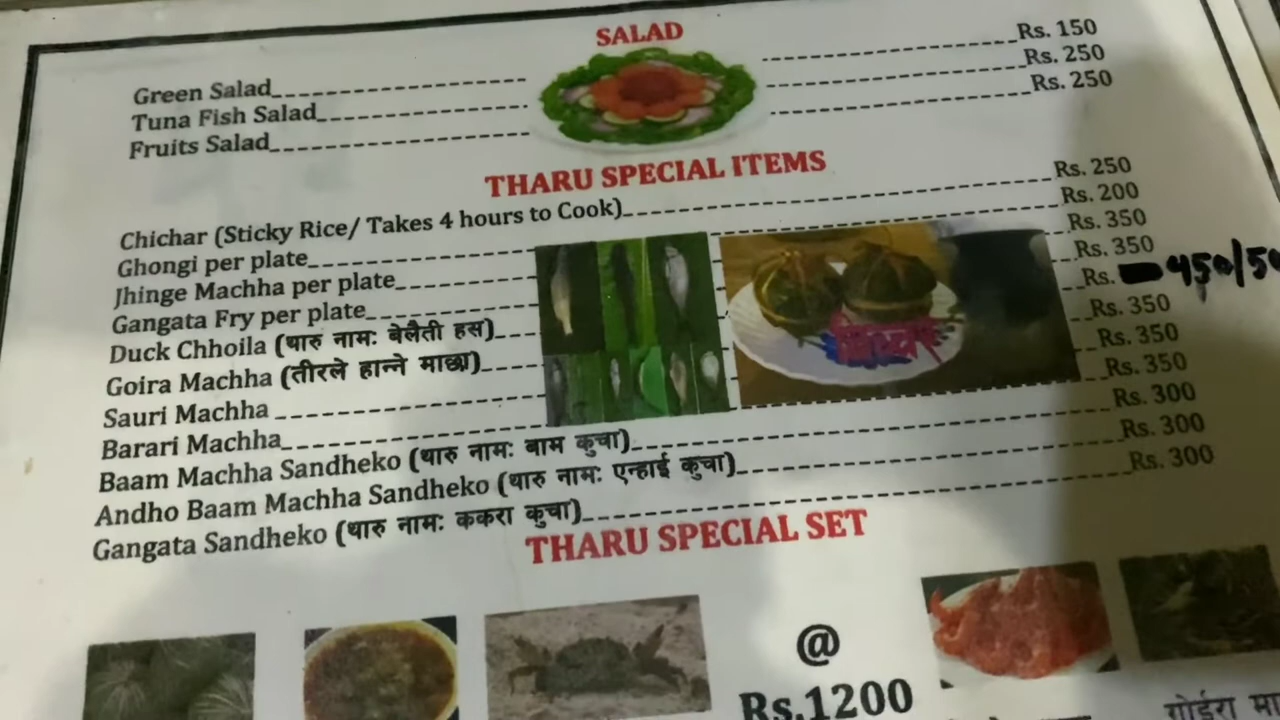 SALAD
Green Salad Rs. 150
Tuna Fish Salad Rs. 250
Fruits Salad Rs. 250
THARU SPECIAL ITEMS
Chichar (Sticky Rice/ Takes 4 hours to Cook) Rs. 250
Ghongi per plate Rs. 200
Jhinge Machha per plate Rs. 350
Gangata Fry per plate Rs. 350
Duck Chhoila (थारु नामः बेलैती हस) Rs. 450/50
Goira Machha (तीरले हान्ने माछा) Rs. 350
Sauri Machha Rs. 350
Barari Machha Rs. 350
Baam Machha Sandheko (थारु नामः बाम कुचा) Rs. 300
Andho Baam Machha Sandheko (थारु नामः एन्हाई कुचा) Rs. 300
Gangata Sandheko (थारु नामः ककरा कुचा) Rs. 300
THARU SPECIAL SET
@
Rs.1200
गोईरा